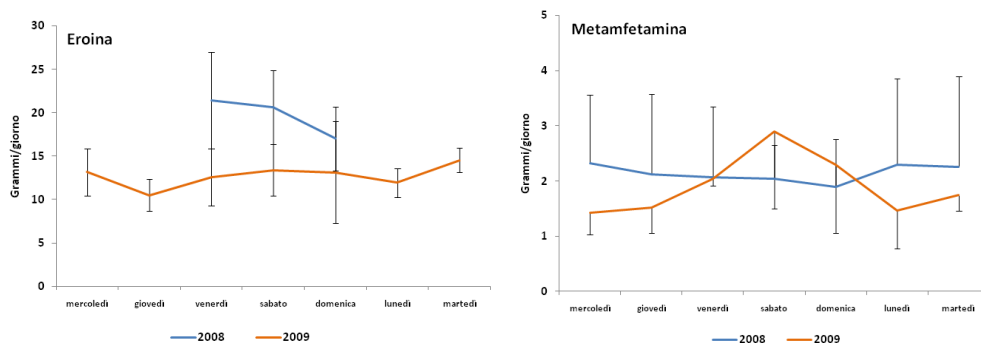 Eroina
Grammi/giorno
30
25
20
15
10
5
0
mercoledì giovedì venerdì sabato domenica lunedì martedì
2008 2009
Metamfetamina
Grammi/giorno
5
4
3
2
1
0
mercoledì giovedì venerdì sabato domenica lunedì martedì
2008 2009